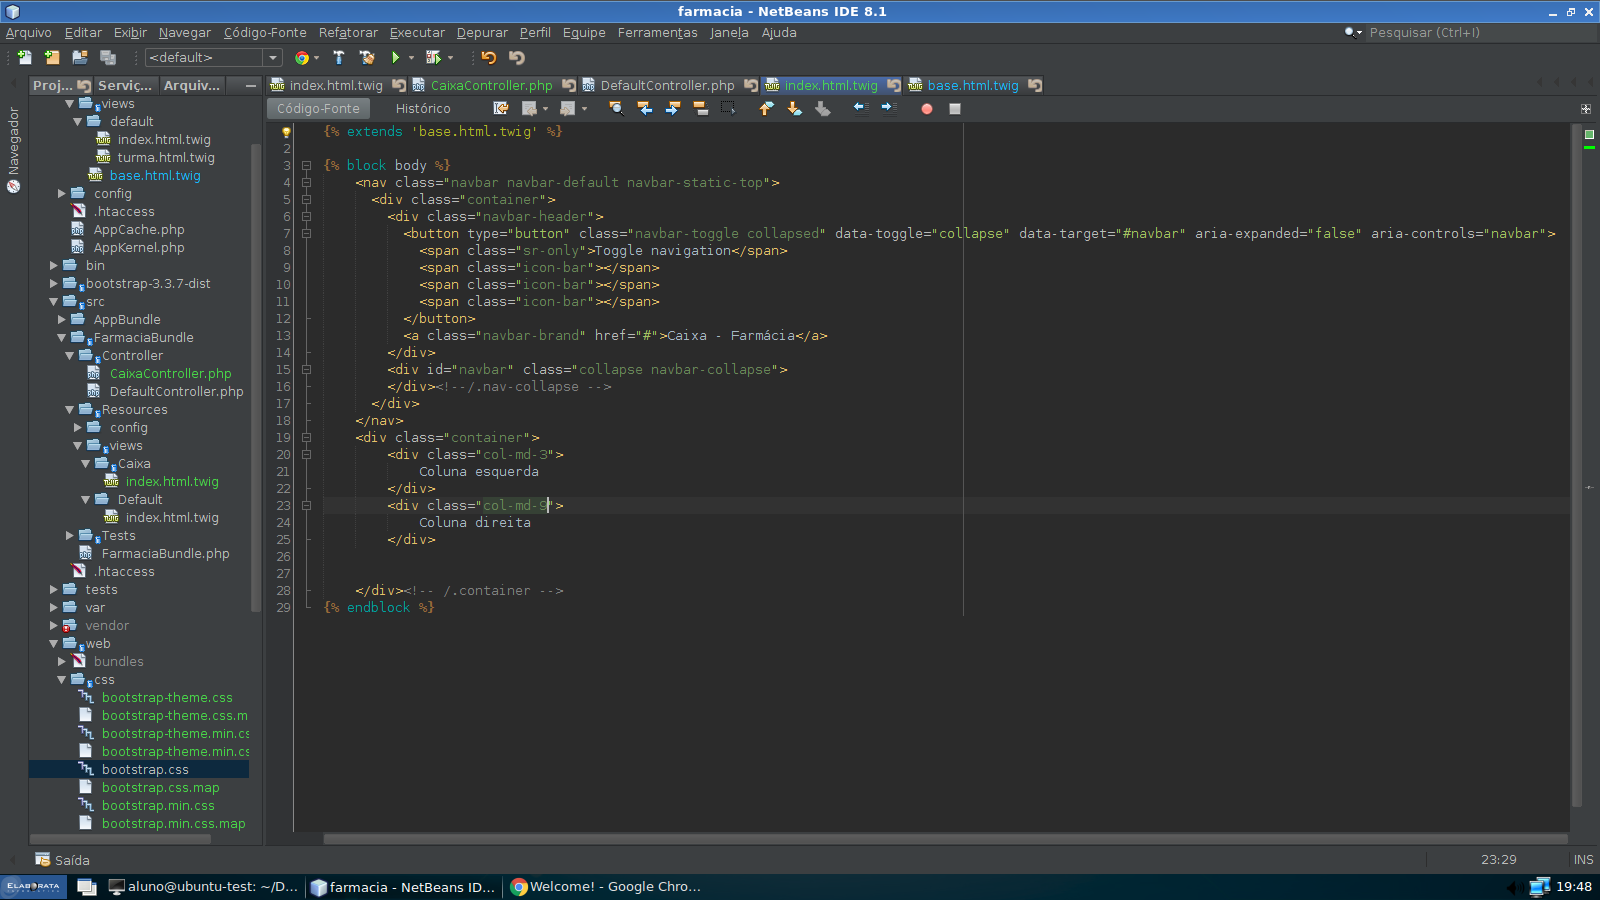 farmacia - NetBeans IDE 8.1
Arquivo Editar Exibir Navegar Código-Fonte Refatorar Executar Depurar Perfil Equipe Ferramentas Janela Ajuda
Pesquisar (Ctrl+I)
<default>
Proj... Serviç... Arquiv...
index.html.twig CaixaController.php DefaultController.php index.html.twig base.html.twig
Código-Fonte Histórico
Navegador
views
default
index.html.twig
turma.html.twig
base.html.twig
config
.htaccess
AppCache.php
AppKernel.php
bin
bootstrap-3.3.7-dist
src
AppBundle
FarmaciaBundle
Controller
CaixaController.php
DefaultController.php
Resources
config
views
Caixa
index.html.twig
Default
index.html.twig
Tests
FarmaciaBundle.php
.htaccess
tests
var
vendor
web
bundles
css
bootstrap-theme.css
bootstrap-theme.css.m
bootstrap-theme.min.cs
bootstrap-theme.min.cs
bootstrap.css
bootstrap.css.map
bootstrap.min.css
bootstrap.min.css.map
{% extends 'base.html.twig' %}
2
3 {% block body %}
4 <nav class="navbar navbar-default navbar-static-top">
5 <div class="container">
6 <div class="navbar-header">
7 <button type="button" class="navbar-toggle collapsed" data-toggle="collapse" data-target="#navbar" aria-expanded="false" aria-controls="navbar">
8 <span class="sr-only">Toggle navigation</span>
9 <span class="icon-bar"></span>
10 <span class="icon-bar"></span>
11 <span class="icon-bar"></span>
12 </button>
13 <a class="navbar-brand" href="#">Caixa - Farmácia</a>
14 </div>
15 <div id="navbar" class="collapse navbar-collapse">
16 </div><!--/.nav-collapse -->
17 </div>
18 </nav>
19 <div class="container">
20 <div class="col-md-3">
21 Coluna esquerda
22 </div>
23 <div class="col-md-9">
24 Coluna direita
25 </div>
26
27
28 </div><!-- /.container -->
29 {% endblock %}
Saída
23:29 INS
ELABORATA aluno@ubuntu-test: ~/D... farmacia - NetBeans ID... Welcome! - Google Chro... 19:48